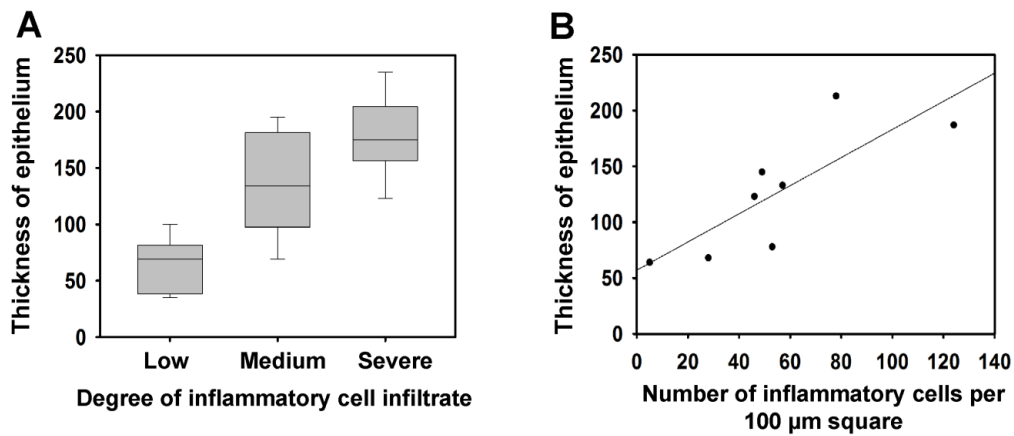 A
Thickness of epithelium
250
200
150
100
50
0
Low Medium Severe
Degree of inflammatory cell infiltrate
B
Thickness of epithelium
250
200
150
100
50
0
0 20 40 60 80 100 120 140
Number of inflammatory cells per
100 µm square